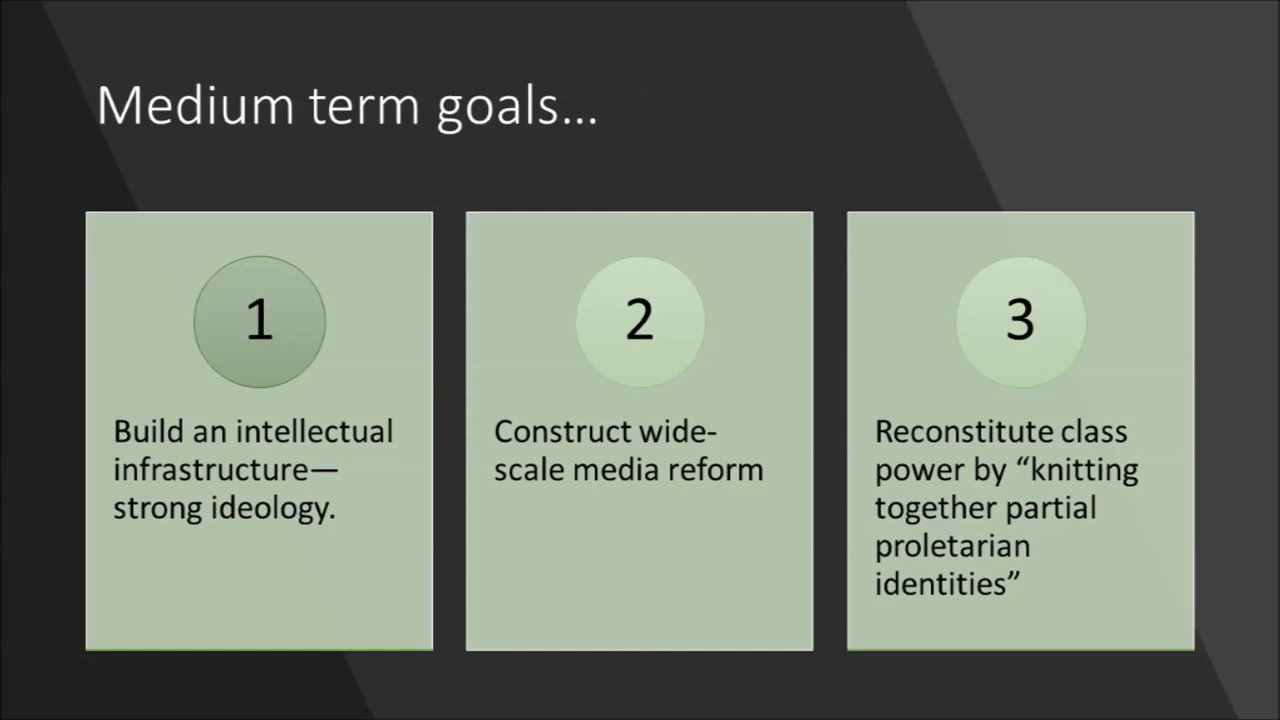 Medium term goals...
1
Build an intellectual
infrastructure—
strong ideology.
2
Construct wide-
scale media reform
3
Reconstitute class
power by “knitting
together partial
proletarian
identities”